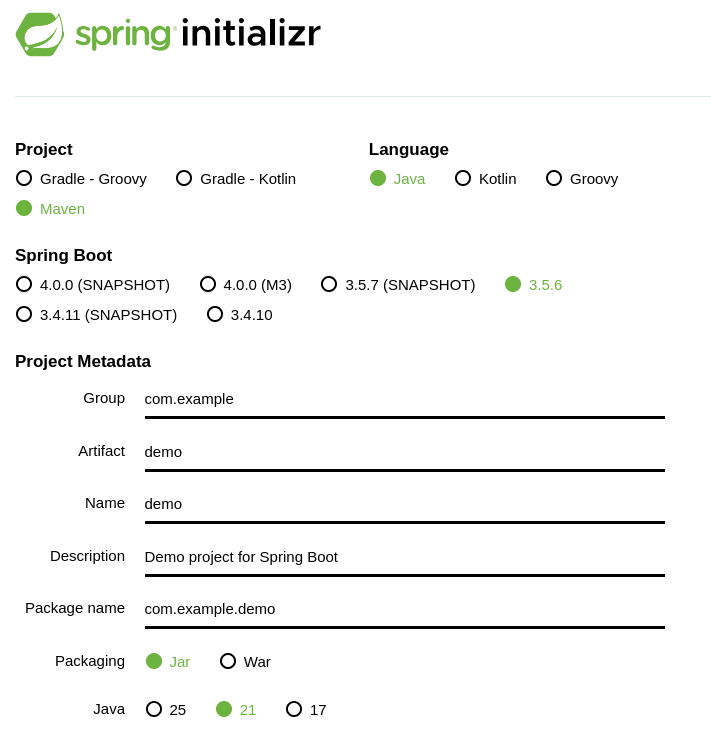 spring initializr
Project
Gradle - Groovy Gradle - Kotlin
Maven
Language
Java Kotlin Groovy
Spring Boot
4.0.0 (SNAPSHOT) 4.0.0 (M3) 3.5.7 (SNAPSHOT) 3.5.6
3.4.11 (SNAPSHOT) 3.4.10
Project Metadata
Group com.example
Artifact demo
Name demo
Description Demo project for Spring Boot
Package name com.example.demo
Packaging Jar War
Java 25 21 17